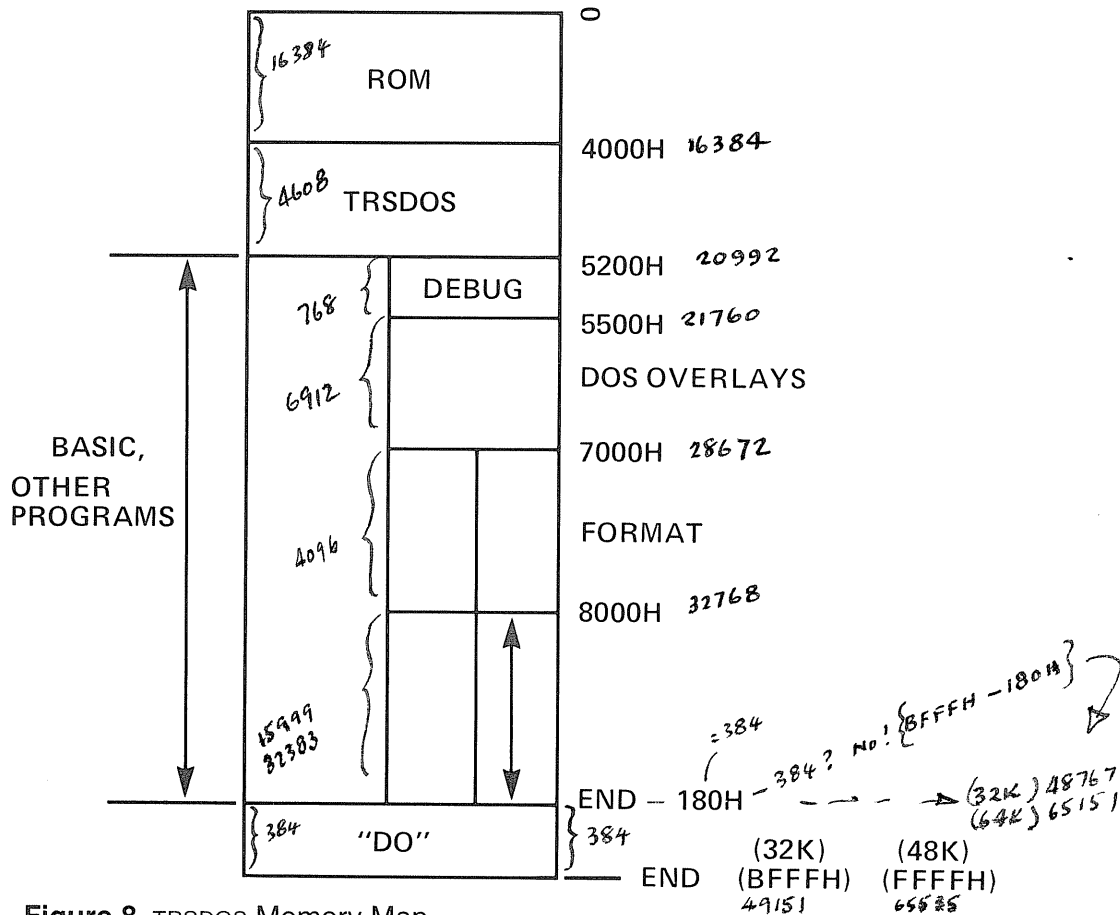 0
16384
ROM
4000H 16384
4608
TRSDOS
5200H 20992
768
DEBUG
5500H 21760
DOS OVERLAYS
6912
7000H 28672
BASIC,
OTHER
PROGRAMS
FORMAT
4096
8000H 32768
15999
32383
= 384
END – 180H – 384? No! {BFFFH – 180H}
(32K) 48767
(64K) 65151
384
"DO"
384
END
(32K) (48K)
(BFFFH) (FFFFH)
49151 65535
Figure 8. TRSDOS Memory Map